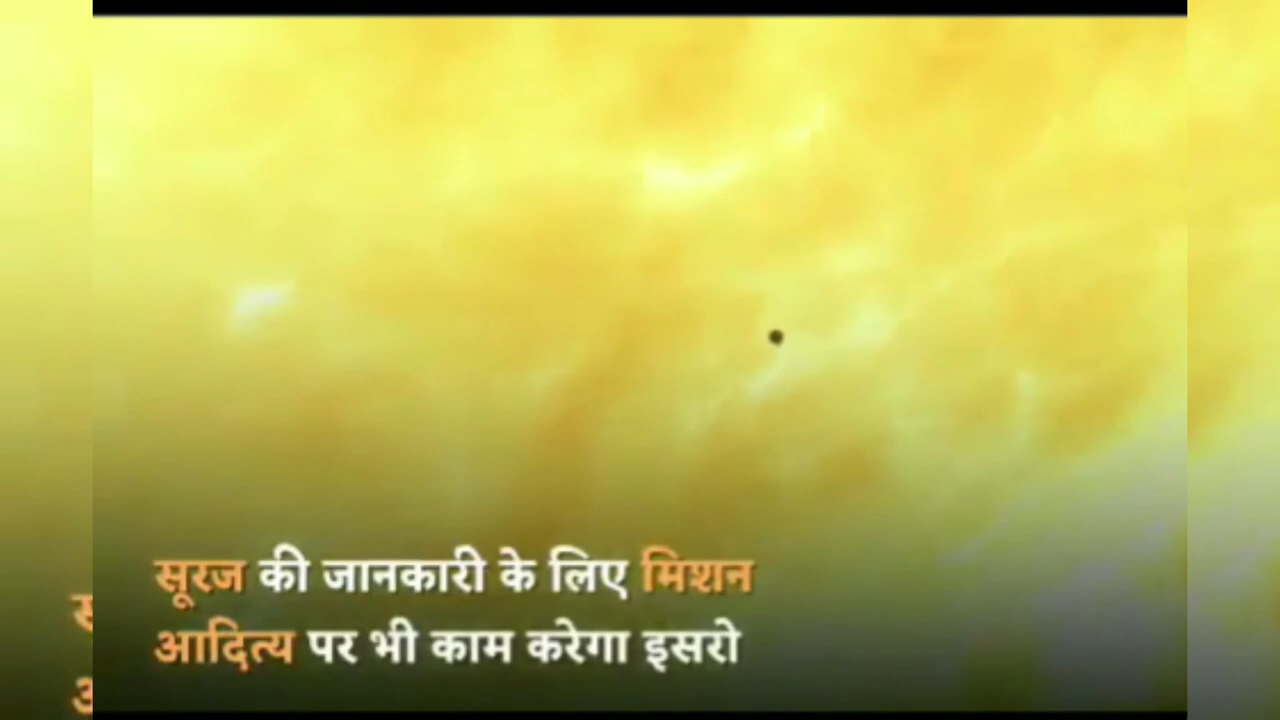 सूरज की जानकारी के लिए मिशन
आदित्य पर भी काम करेगा इसरो